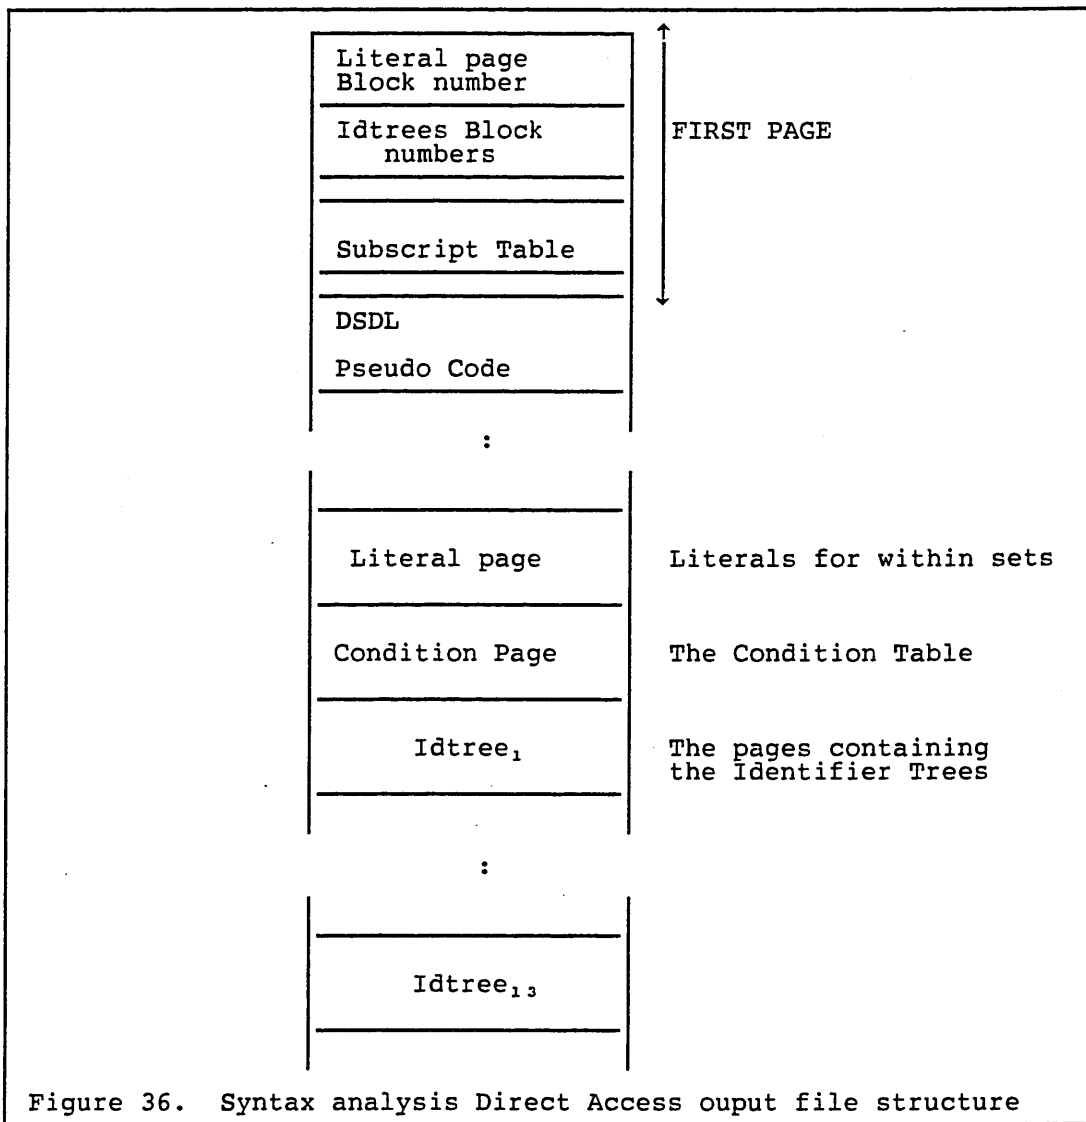 Literal page
Block number
FIRST PAGE
Idtrees Block
numbers
Subscript Table
DSDL
Pseudo Code
:
Literal page
Literals for within sets
Condition Page
The Condition Table
Idtree₁
The pages containing
the Identifier Trees
:
Idtree₁₃
Figure 36. Syntax analysis Direct Access ouput file structure